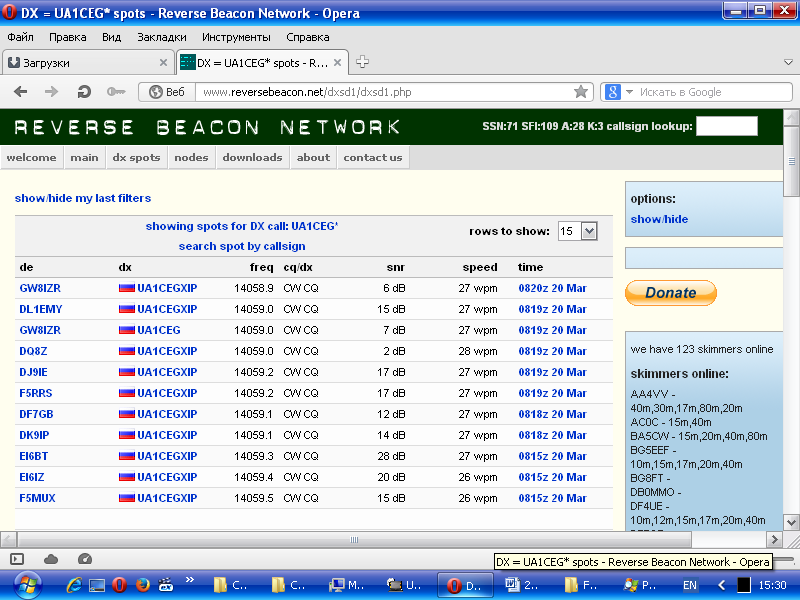 DX = UA1CEG* spots - Reverse Beacon Network - Opera
Файл Правка Вид Закладки Инструменты Справка
Загрузки
DX = UA1CEG* spots - R...
Веб www.reversebeacon.net/dxsd1/dxsd1.php
Искать в Google
REVERSE BEACON NETWORK
SSN:71 SFI:109 A:28 K:3 callsign lookup:
welcome main dx spots nodes downloads about contact us
show/hide my last filters
showing spots for DX call: UA1CEG*
search spot by callsign
rows to show: 15
de dx freq cq/dx snr speed time
GW8IZR UA1CEGXIP 14058.9 CW CQ 6 dB 27 wpm 0820z 20 Mar
DL1EMY UA1CEGXIP 14059.0 CW CQ 15 dB 27 wpm 0819z 20 Mar
GW8IZR UA1CEG 14059.0 CW CQ 7 dB 27 wpm 0819z 20 Mar
DQ8Z UA1CEGXIP 14059.0 CW CQ 2 dB 28 wpm 0819z 20 Mar
DJ9IE UA1CEGXIP 14059.2 CW CQ 17 dB 27 wpm 0819z 20 Mar
F5RRS UA1CEGXIP 14059.2 CW CQ 17 dB 27 wpm 0819z 20 Mar
DF7GB UA1CEGXIP 14059.1 CW CQ 12 dB 27 wpm 0818z 20 Mar
DK9IP UA1CEGXIP 14059.1 CW CQ 14 dB 27 wpm 0818z 20 Mar
EI6BT UA1CEGXIP 14059.3 CW CQ 28 dB 27 wpm 0815z 20 Mar
EI6IZ UA1CEGXIP 14059.4 CW CQ 20 dB 26 wpm 0815z 20 Mar
F5MUX UA1CEGXIP 14059.5 CW CQ 15 dB 26 wpm 0815z 20 Mar
options:
show/hide
Donate
we have 123 skimmers online
skimmers online:
AA4VV -
40m,30m,17m,80m,20m
AC0C - 15m,40m
BA5CW - 15m,20m,40m,80m
BG5EEF -
10m,15m,17m,20m,40m
BG8FT -
DB0MMO -
DF4UE -
10m,12m,15m,17m,20m,40m
DX = UA1CEG* spots - Reverse Beacon Network - Opera
C... C... M... U... D... 2... F... P... EN 15:30